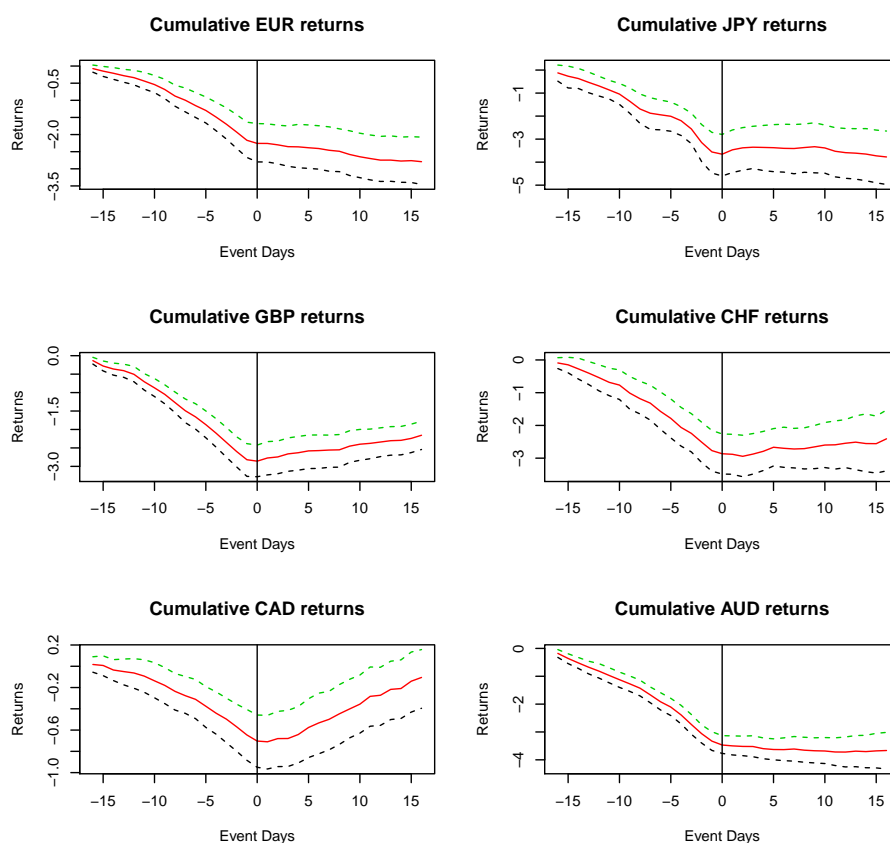 Cumulative EUR returns
Returns
−0.5
−2.0
−3.5
−15 −10 −5 0 5 10 15
Event Days
Cumulative JPY returns
Returns
−1
−3
−5
−15 −10 −5 0 5 10 15
Event Days
Cumulative GBP returns
Returns
0.0
−1.5
−3.0
−15 −10 −5 0 5 10 15
Event Days
Cumulative CHF returns
Returns
0
−1
−2
−3
−15 −10 −5 0 5 10 15
Event Days
Cumulative CAD returns
Returns
0.2
−0.2
−0.6
−1.0
−15 −10 −5 0 5 10 15
Event Days
Cumulative AUD returns
Returns
0
−2
−4
−15 −10 −5 0 5 10 15
Event Days